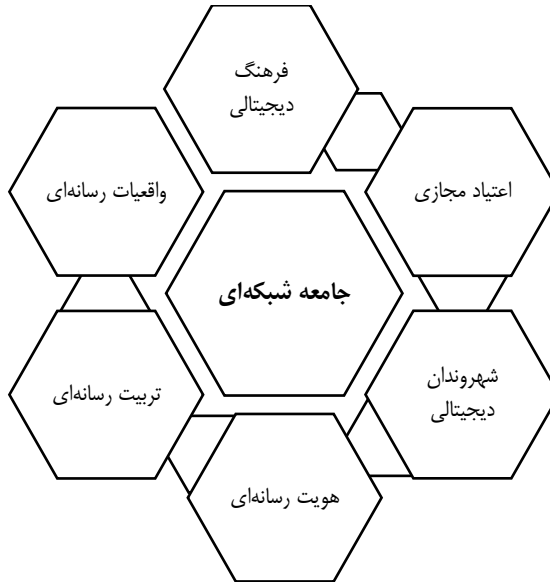 فرهنگ
دیجیتالی
اعتیاد مجازی
واقعیات رسانه‌ای
جامعه شبکه‌ای
شهروندان
دیجیتالی
تربیت رسانه‌ای
هویت رسانه‌ای